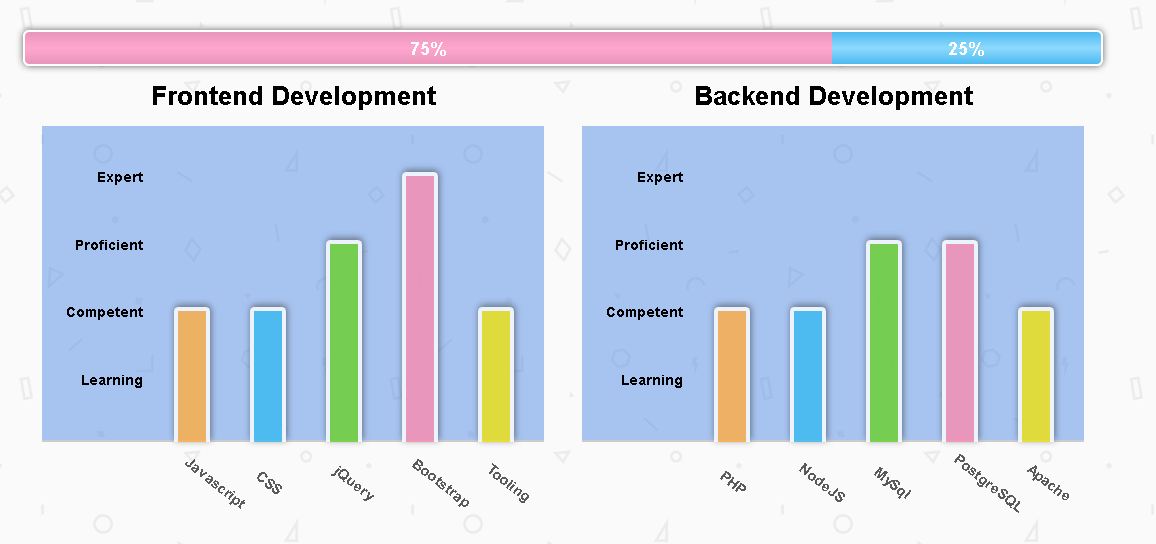 75%
25%
Frontend Development
Expert
Proficient
Competent
Learning
Javascript
CSS
jQuery
Bootstrap
Tooling
Backend Development
Expert
Proficient
Competent
Learning
PHP
NodeJS
MySql
PostgreSQL
Apache